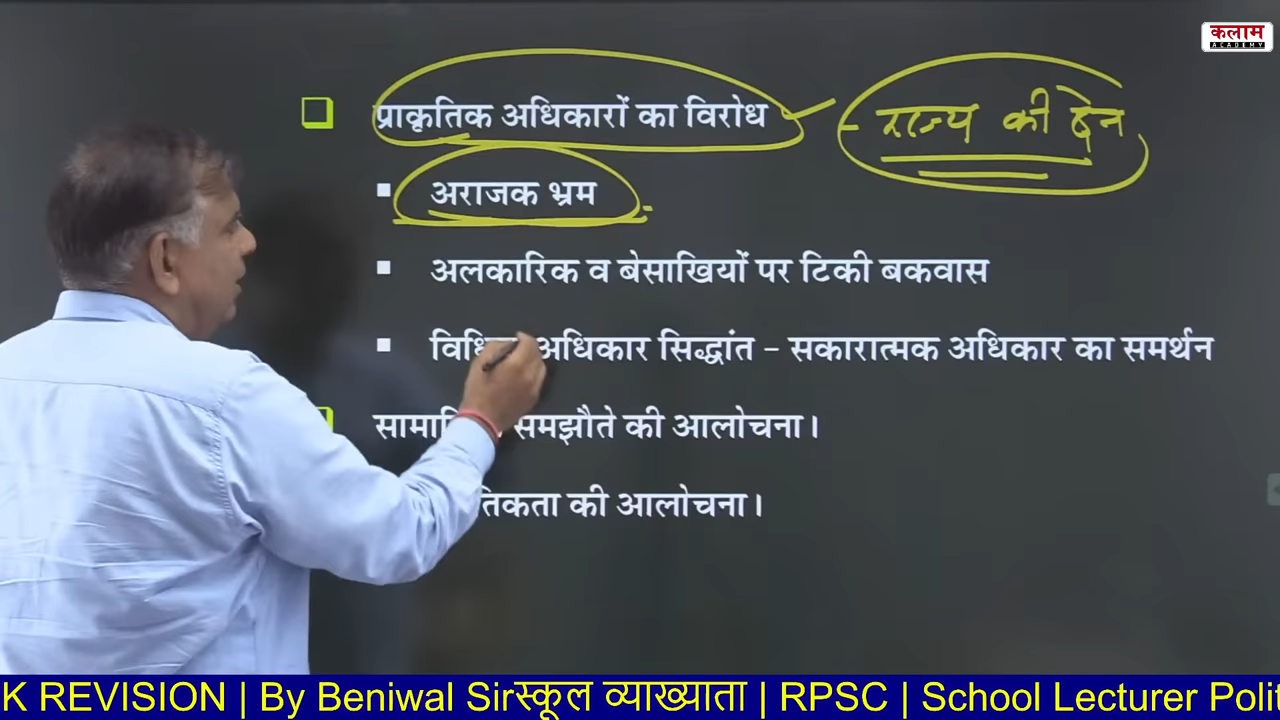 कलाम
ACADEMY
प्राकृतिक अधिकारों का विरोध
- राज्य की देन
अराजक भ्रम
अलकारिक व बेसाखियों पर टिकी बकवास
अधिकार सिद्धांत - सकारात्मक अधिकार का समर्थन
समझौते की आलोचना।
की आलोचना।
K REVISION | By Beniwal Sirस्कूल व्याख्याता | RPSC | School Lecturer Polit